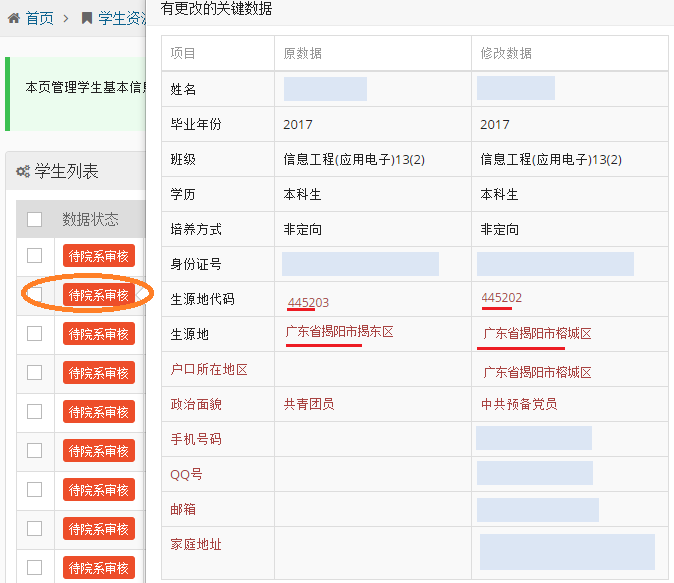 首页 > 学生资源
有更改的关键数据
本页管理学生基本信息
学生列表
数据状态
待院系审核
待院系审核
待院系审核
待院系审核
待院系审核
待院系审核
待院系审核
待院系审核
待院系审核
项目 原数据 修改数据
姓名
毕业年份 2017 2017
班级 信息工程(应用电子)13(2) 信息工程(应用电子)13(2)
学历 本科生 本科生
培养方式 非定向 非定向
身份证号
生源地代码 445203 445202
生源地 广东省揭阳市揭东区 广东省揭阳市榕城区
户口所在地区 广东省揭阳市榕城区
政治面貌 共青团员 中共预备党员
手机号码
QQ号
邮箱
家庭地址